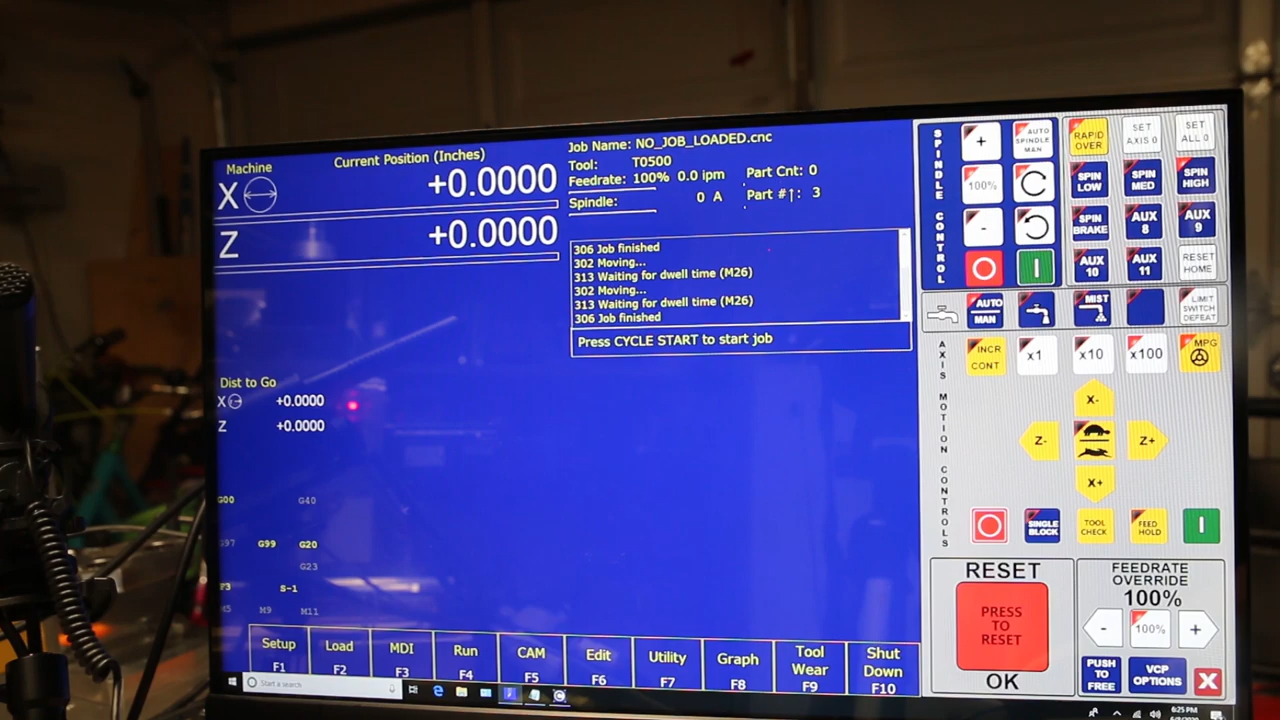 Machine
Current Position (Inches)
X +0.0000
Z +0.0000
Job Name: NO_JOB_LOADED.cnc
Tool: T0500
Feedrate: 100% 0.0 ipm Part Cnt: 0
Spindle: 0 A Part #↑: 3
306 Job finished
302 Moving...
313 Waiting for dwell time (M26)
302 Moving...
313 Waiting for dwell time (M26)
306 Job finished
Press CYCLE START to start job
Dist to Go
X +0.0000
Z +0.0000
G00 G40
G97 G99 G20
G23
F3 S-1
M5 M9 M11
Setup F1
Load F2
MDI F3
Run F4
CAM F5
Edit F6
Utility F7
Graph F8
Tool Wear F9
Shut Down F10
Start a search
SPINDLE CONTROL
+
AUTO SPINDLE MAN
100%
-
RAPID OVER
SET AXIS 0
SET ALL 0
SPIN LOW
SPIN MED
SPIN HIGH
SPIN BRAKE
AUX 8
AUX 9
AUX 10
AUX 11
RESET HOME
AUTO MAN
MIST
LIMIT SWITCH DEFEAT
AXIS MOTION CONTROLS
INCR CONT
x1
x10
x100
MPG
X-
Z-
Z+
X+
SINGLE BLOCK
TOOL CHECK
FEED HOLD
RESET
PRESS
TO
RESET
OK
FEEDRATE
OVERRIDE
100%
- 100% +
PUSH TO FREE
VCP OPTIONS
X
6:25 PM